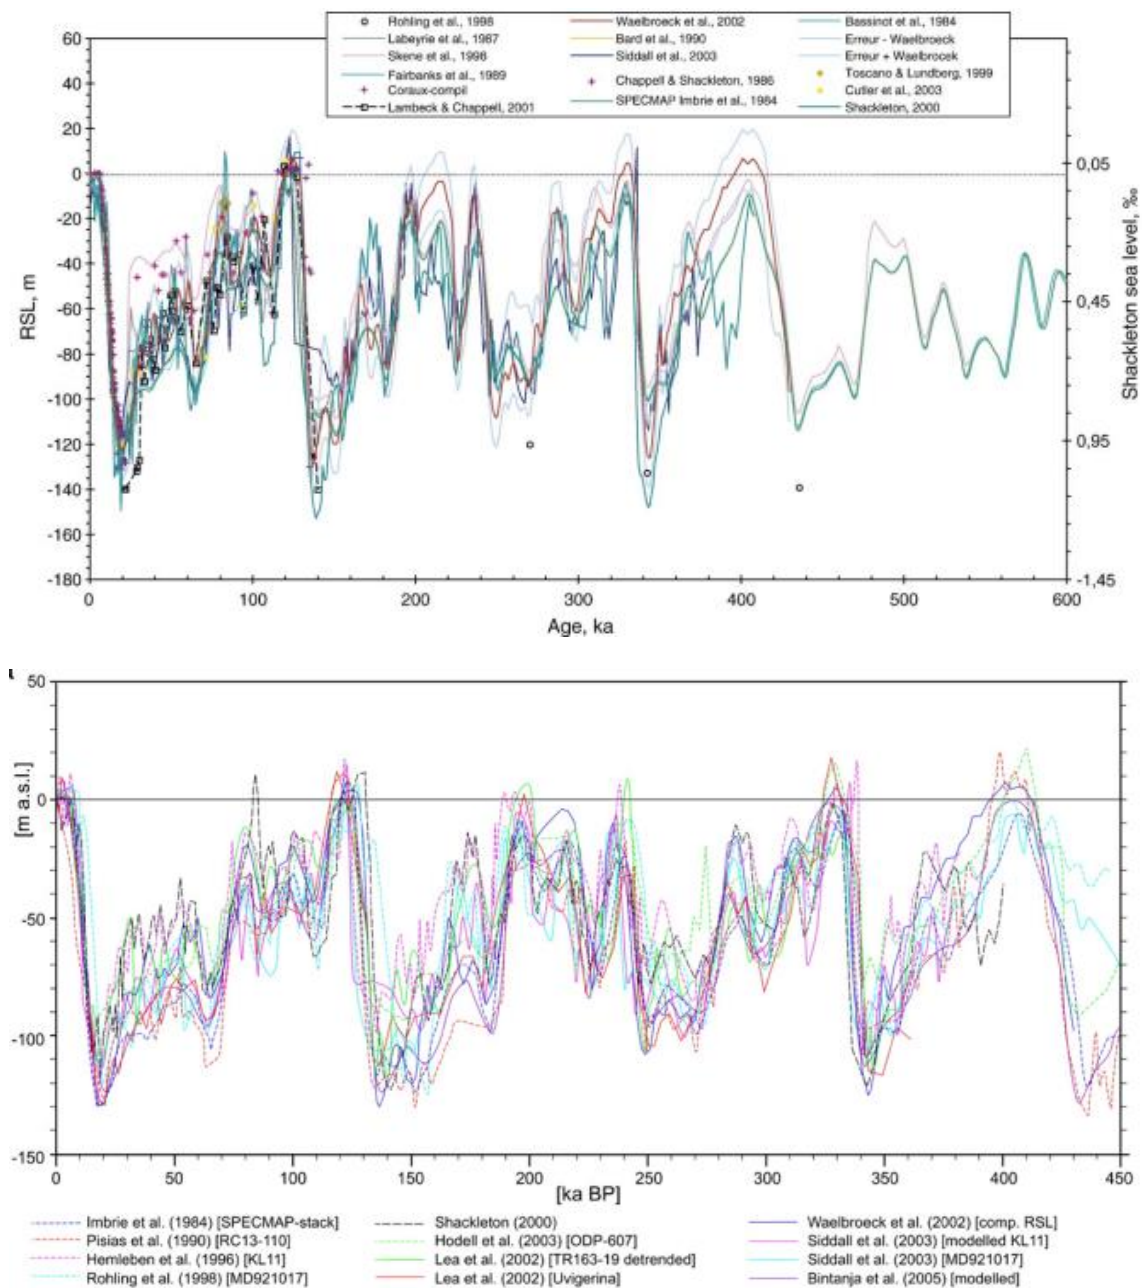 Rohling et al., 1998 Waelbroeck et al., 2002 Bassinot et al., 1984
Labeyrie et al., 1987 Bard et al., 1990 Erreur - Waelbroeck
Skene et al., 1998 Siddall et al., 2003 Erreur + Waelbrocek
Fairbanks et al., 1989 Chappell & Shackleton, 1986 Toscano & Lundberg, 1999
Coraux-compil SPECMAP Imbrie et al., 1984 Cutler et al., 2003
Lambeck & Chappell, 2001 Shackleton, 2000
60
40
20
0
-20
-40
-60
-80
-100
-120
-140
-160
-180
RSL, m
0,05
0,45
0,95
-1,45
Shackleton sea level, ‰
0 100 200 300 400 500 600
Age, ka
50
0
-50
-100
-150
[m a.s.l.]
0 50 100 150 200 250 300 350 400 450
[ka BP]
Imbrie et al. (1984) [SPECMAP-stack] Shackleton (2000) Waelbroeck et al. (2002) [comp. RSL]
Pisias et al. (1990) [RC13-110] Hodell et al. (2003) [ODP-607] Siddall et al. (2003) [modelled KL11]
Hemleben et al. (1996) [KL11] Lea et al. (2002) [TR163-19 detrended] Siddall et al. (2003) [MD921017]
Rohling et al. (1998) [MD921017] Lea et al. (2002) [Uvigerina] Bintanja et al. (2005) [modelled]